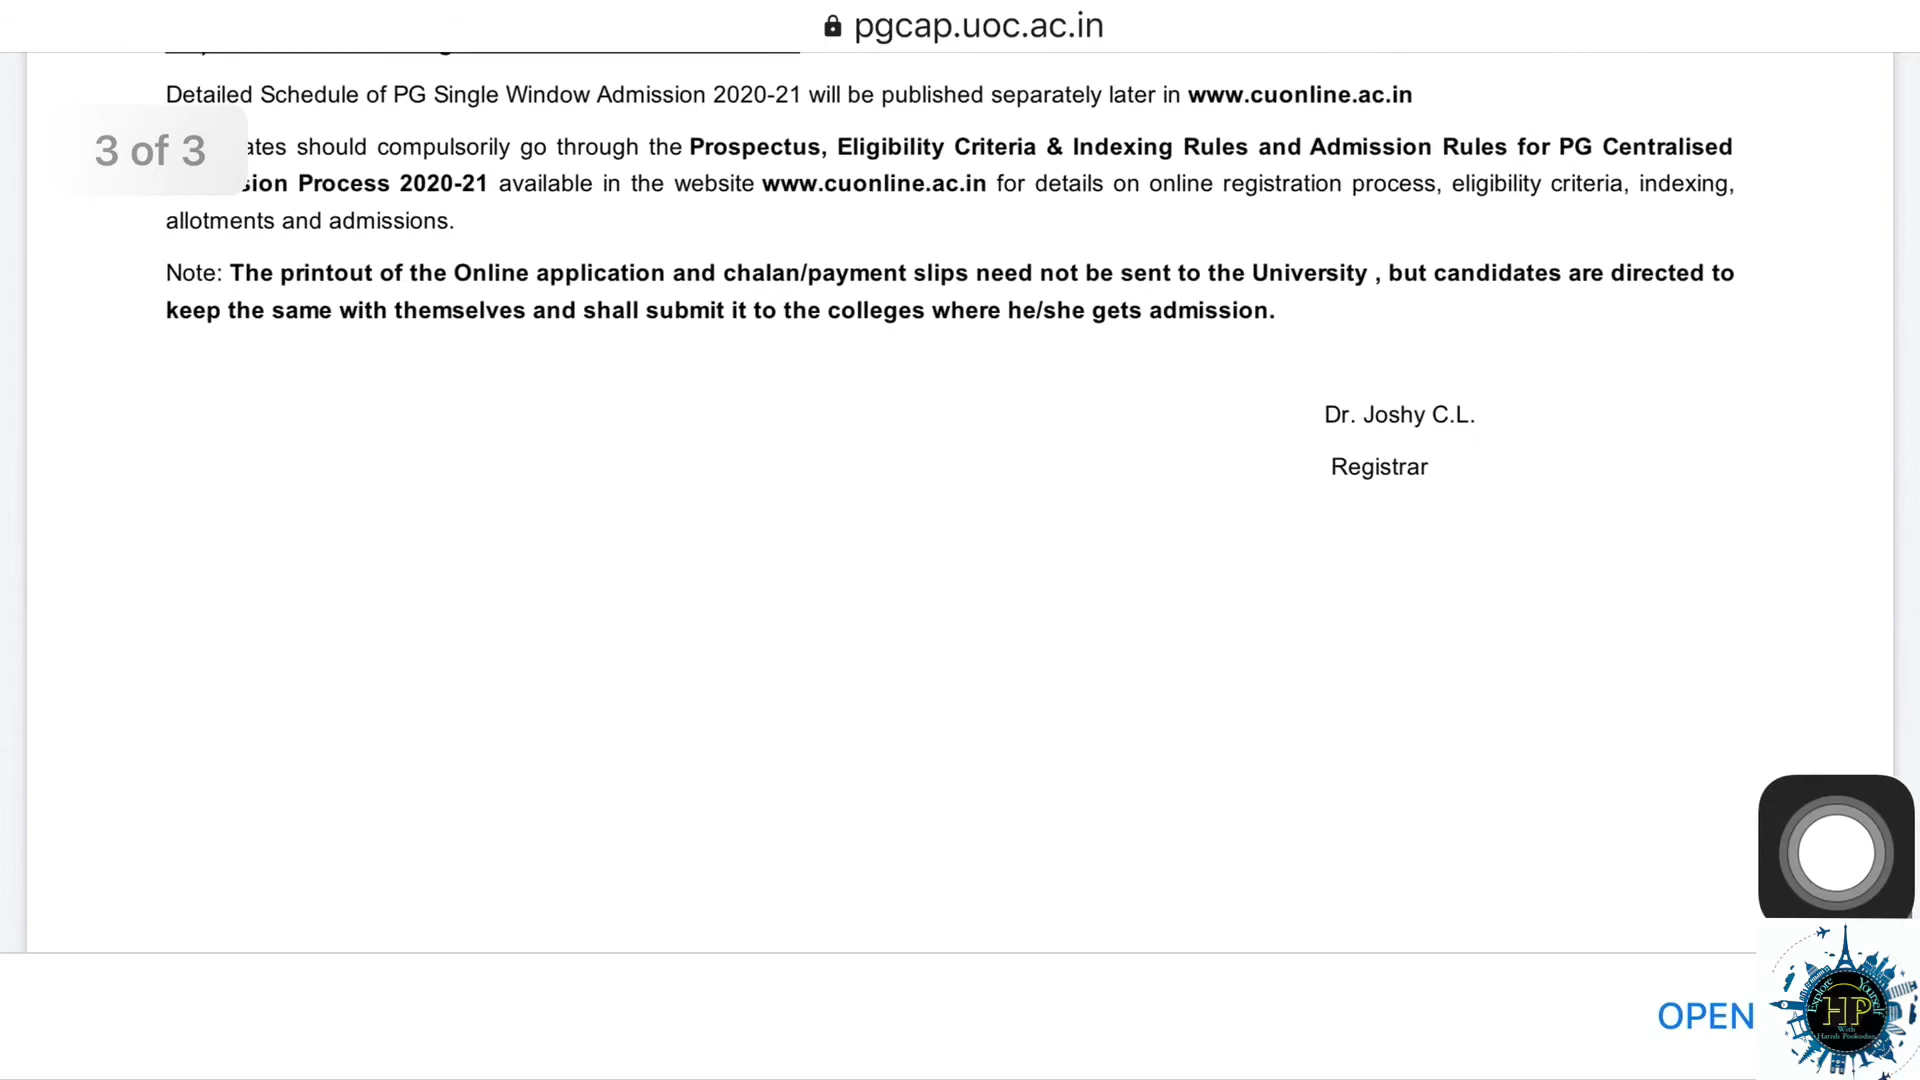 pgcap.uoc.ac.in
Detailed Schedule of PG Single Window Admission 2020-21 will be published separately later in www.cuonline.ac.in
3 of 3
ates should compulsorily go through the Prospectus, Eligibility Criteria & Indexing Rules and Admission Rules for PG Centralised
sion Process 2020-21 available in the website www.cuonline.ac.in for details on online registration process, eligibility criteria, indexing,
allotments and admissions.
Note: The printout of the Online application and chalan/payment slips need not be sent to the University , but candidates are directed to
keep the same with themselves and shall submit it to the colleges where he/she gets admission.
Dr. Joshy C.L.
Registrar
OPEN
Explore Yourself
HP
With
Harish Pookodan